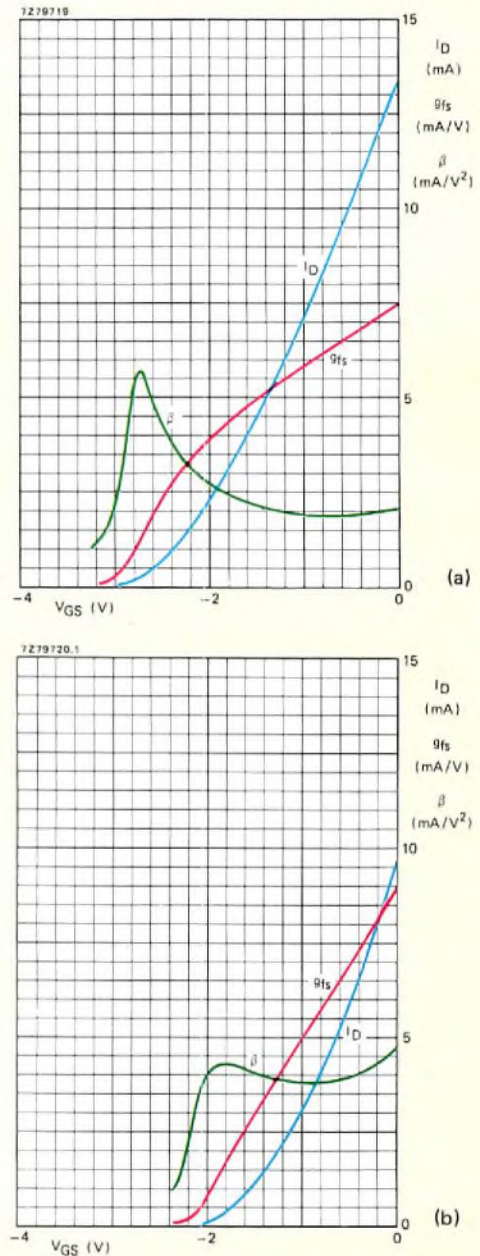 7Z79719
15
I_D
(mA)
g_fs
(mA/V)
β
(mA/V²)
10
I_D
g_fs
β
5
0
(a)
-4
V_GS (V)
-2
0
7Z79720.1
15
I_D
(mA)
g_fs
(mA/V)
β
(mA/V²)
10
g_fs
I_D
β
5
0
(b)
-4
V_GS (V)
-2
0